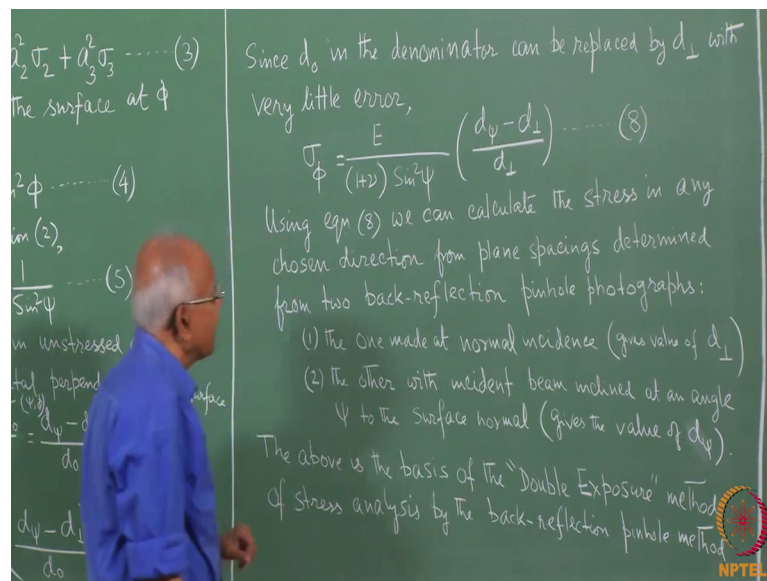 a₂²σ₂ + a₃²σ₃ ------ (3)
the surface at ϕ
n²ϕ ------- (4)
ion (2),
1/Sin²ψ ----- (5)
m unstressed
tal perpend
surface
= (dψ - d
d₀
dψ - d⊥
d₀
Since d₀ in the denominator can be replaced by d⊥ with
very little error,
σϕ = E/((1+ν) Sin²ψ) ((dψ - d⊥)/d⊥) ------- (8)
Using eqn (8) we can calculate the stress in any
chosen direction from plane spacings determined
from two back-reflection pinhole photographs:
(1) The one made at normal incidence (gives value of d⊥)
(2) The other with incident beam inclined at an angle
ψ to the surface normal (gives the value of dψ).
The above is the basis of the "Double Exposure" method
of stress analysis by the back-reflection pinhole method
NPTEL